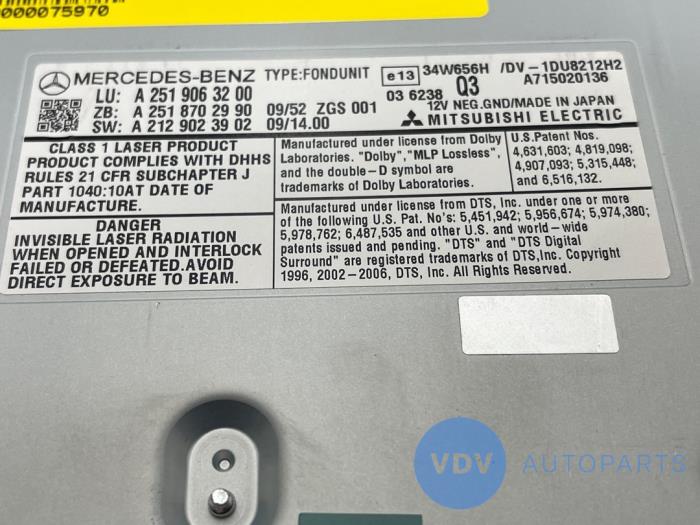 0000075970
MERCEDES-BENZ TYPE:FONDUNIT e13 34W656H /DV-1DU8212H2
LU: A 251 906 32 00 03 6238 Q3 A715020136
ZB: A 251 870 29 90 09/52 ZGS 001 12V NEG.GND/MADE IN JAPAN
SW: A 212 902 39 02 09/14.00 MITSUBISHI ELECTRIC
CLASS 1 LASER PRODUCT
PRODUCT COMPLIES WITH DHHS
RULES 21 CFR SUBCHAPTER J
PART 1040:10AT DATE OF
MANUFACTURE.
DANGER
INVISIBLE LASER RADIATION
WHEN OPENED AND INTERLOCK
FAILED OR DEFEATED.AVOID
DIRECT EXPOSURE TO BEAM.
Manufactured under license from Dolby
Laboratories. "Dolby","MLP Lossless",
and the double-D symbol are
trademarks of Dolby Laboratories.
U.S.Patent Nos.
4,631,603; 4,819,098;
4,907,093; 5,315,448;
and 6,516,132.
Manufactured under license from DTS, Inc. under one or more
of the following U.S. Pat. No's: 5,451,942; 5,956,674; 5,974,380;
5,978,762; 6,487,535 and other U.S. and world-wide
patents issued and pending. "DTS" and "DTS Digital
Surround" are registered trademarks of DTS,Inc. Copyright
1996, 2002-2006, DTS, Inc. All Rights Reserved.
VDV AUTOPARTS